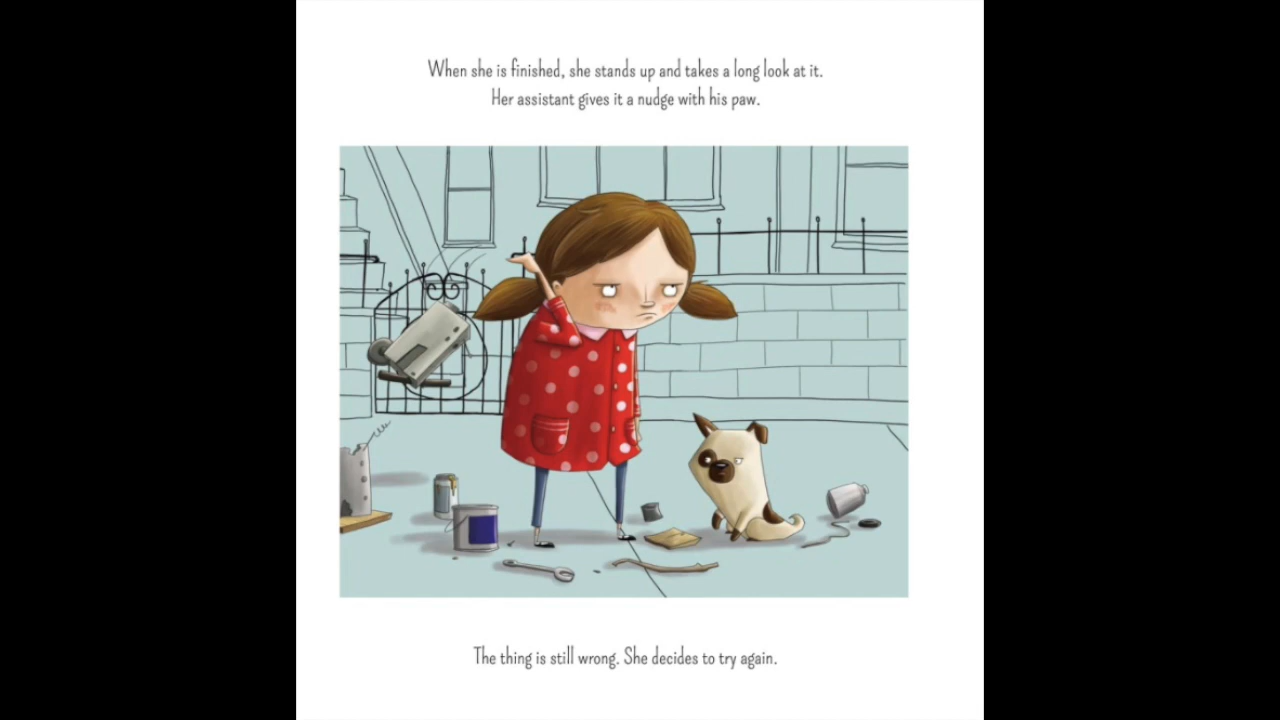 When she is finished, she stands up and takes a long look at it.
Her assistant gives it a nudge with his paw.
The thing is still wrong. She decides to try again.